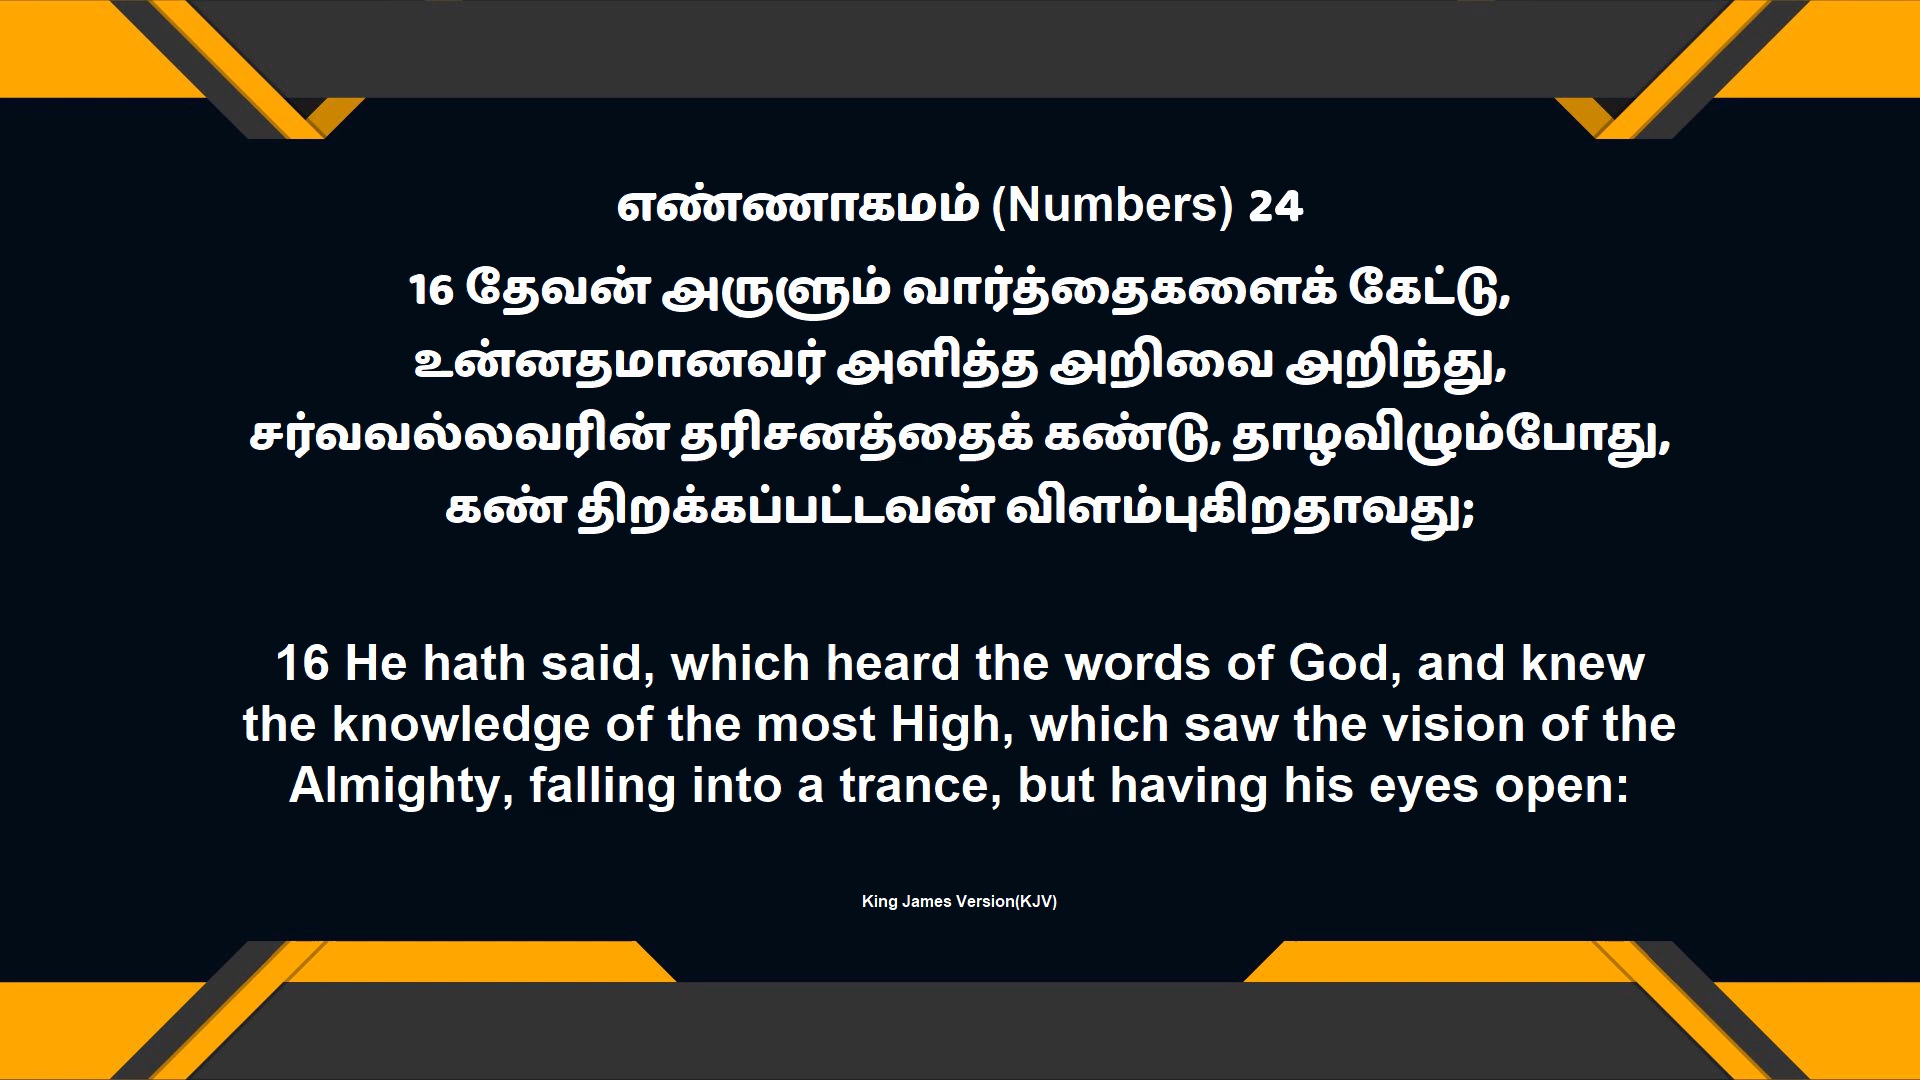 எண்ணாகமம் (Numbers) 24
16 தேவன் அருளும் வார்த்தைகளைக் கேட்டு,
உன்னதமானவர் அளித்த அறிவை அறிந்து,
சர்வவல்லவரின் தரிசனத்தைக் கண்டு, தாழவிழும்போது,
கண் திறக்கப்பட்டவன் விளம்புகிறதாவது;
16 He hath said, which heard the words of God, and knew
the knowledge of the most High, which saw the vision of the
Almighty, falling into a trance, but having his eyes open:
King James Version(KJV)